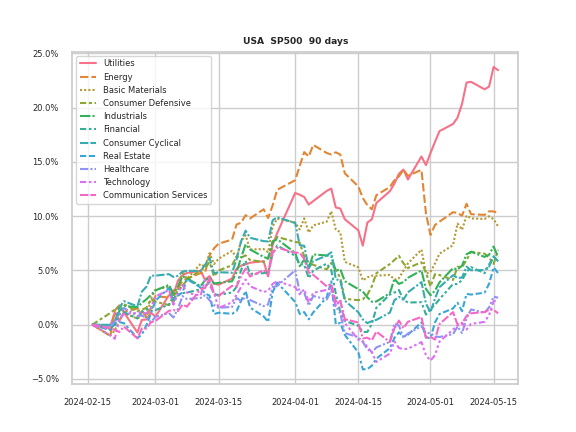 USA  SP500  90 days
25.0%
20.0%
15.0%
10.0%
5.0%
0.0%
−5.0%
Utilities
Energy
Basic Materials
Consumer Defensive
Industrials
Financial
Consumer Cyclical
Real Estate
Healthcare
Technology
Communication Services
2024-02-15 2024-03-01 2024-03-15 2024-04-01 2024-04-15 2024-05-01 2024-05-15